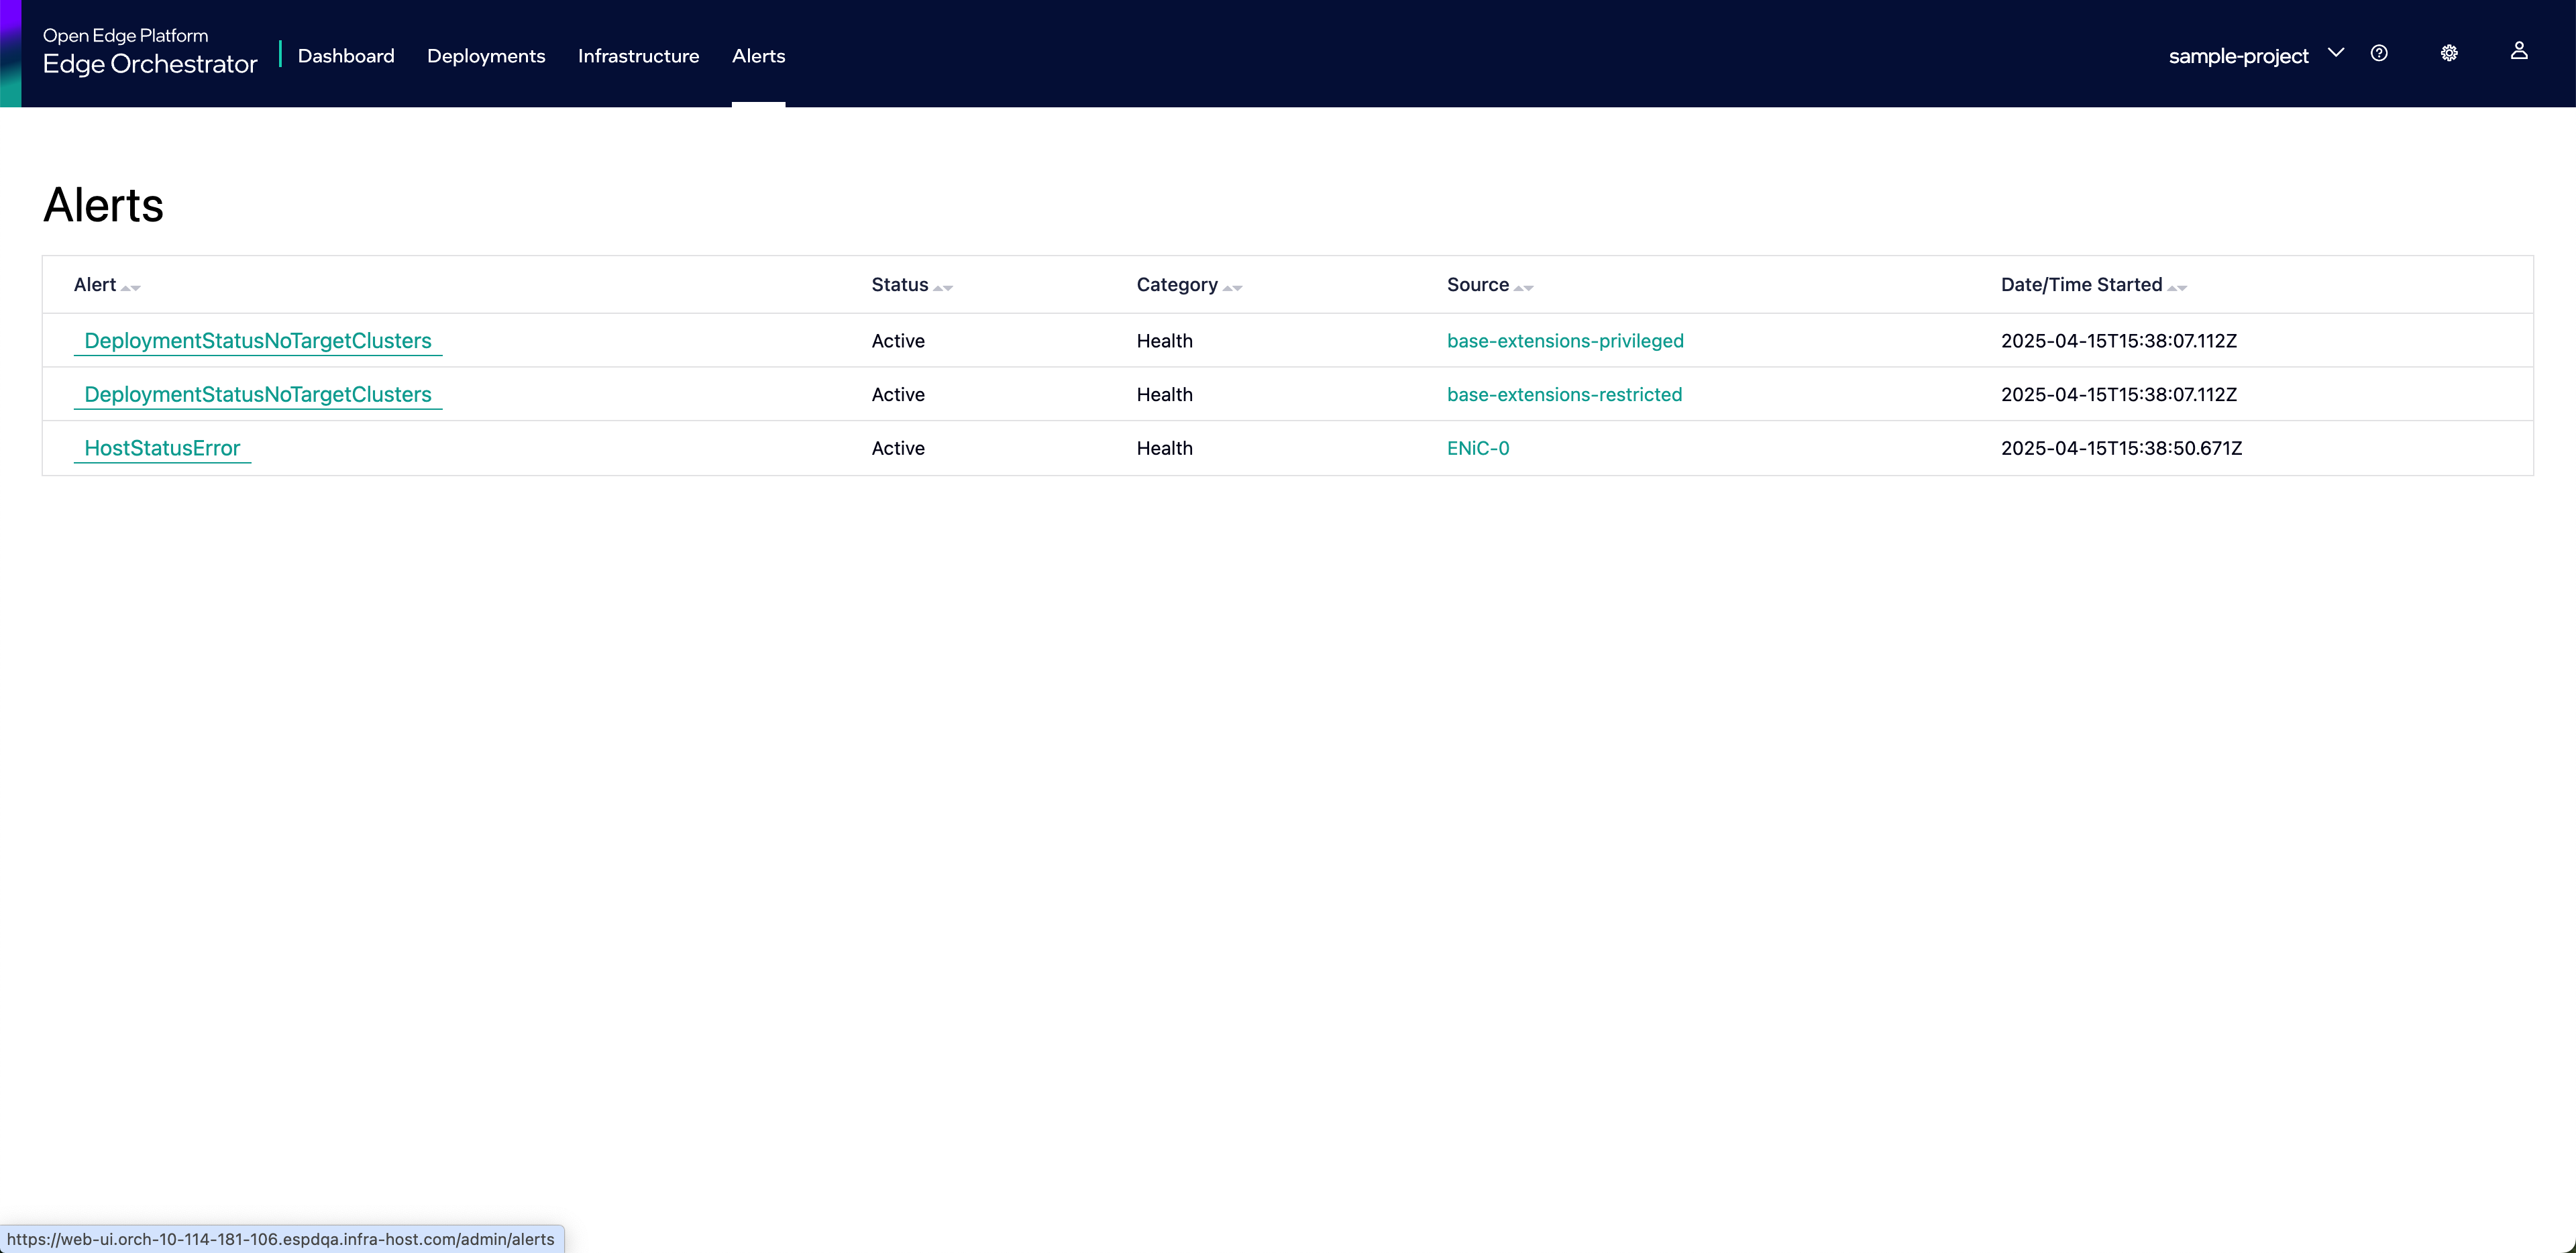 Open Edge Platform
Edge Orchestrator
Dashboard Deployments Infrastructure Alerts sample-project
Alerts
Alert Status Category Source Date/Time Started
DeploymentStatusNoTargetClusters Active Health base-extensions-privileged 2025-04-15T15:38:07.112Z
DeploymentStatusNoTargetClusters Active Health base-extensions-restricted 2025-04-15T15:38:07.112Z
HostStatusError Active Health ENiC-0 2025-04-15T15:38:50.671Z
https://web-ui.orch-10-114-181-106.espdqa.infra-host.com/admin/alerts